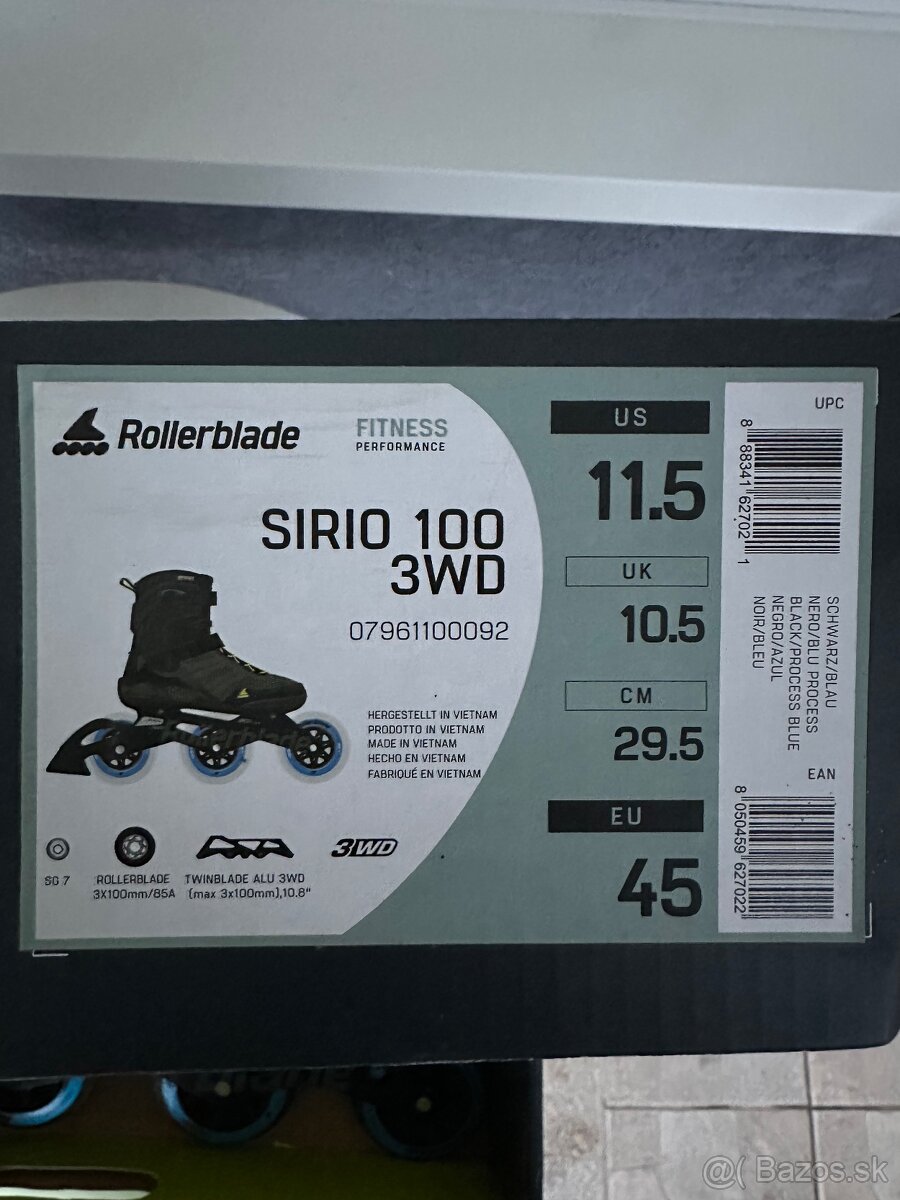 Rollerblade
FITNESS
PERFORMANCE
SIRIO 100
3WD
07961100092
HERGESTELLT IN VIETNAM
PRODOTTO IN VIETNAM
MADE IN VIETNAM
HECHO EN VIETNAM
FABRIQUÉ EN VIETNAM
SG 7
ROLLERBLADE
3X100mm/85A
TWINBLADE ALU 3WD
(max 3x100mm),10.8"
3WD
US
11.5
UK
10.5
CM
29.5
EU
45
UPC
8 88341 62702 1
SCHWARZ/BLAU
NERO/BLU PROCESS
BLACK/PROCESS BLUE
NEGRO/AZUL
NOIR/BLEU
EAN
8 050459 627022
Rollerblade
@( Bazos.sk